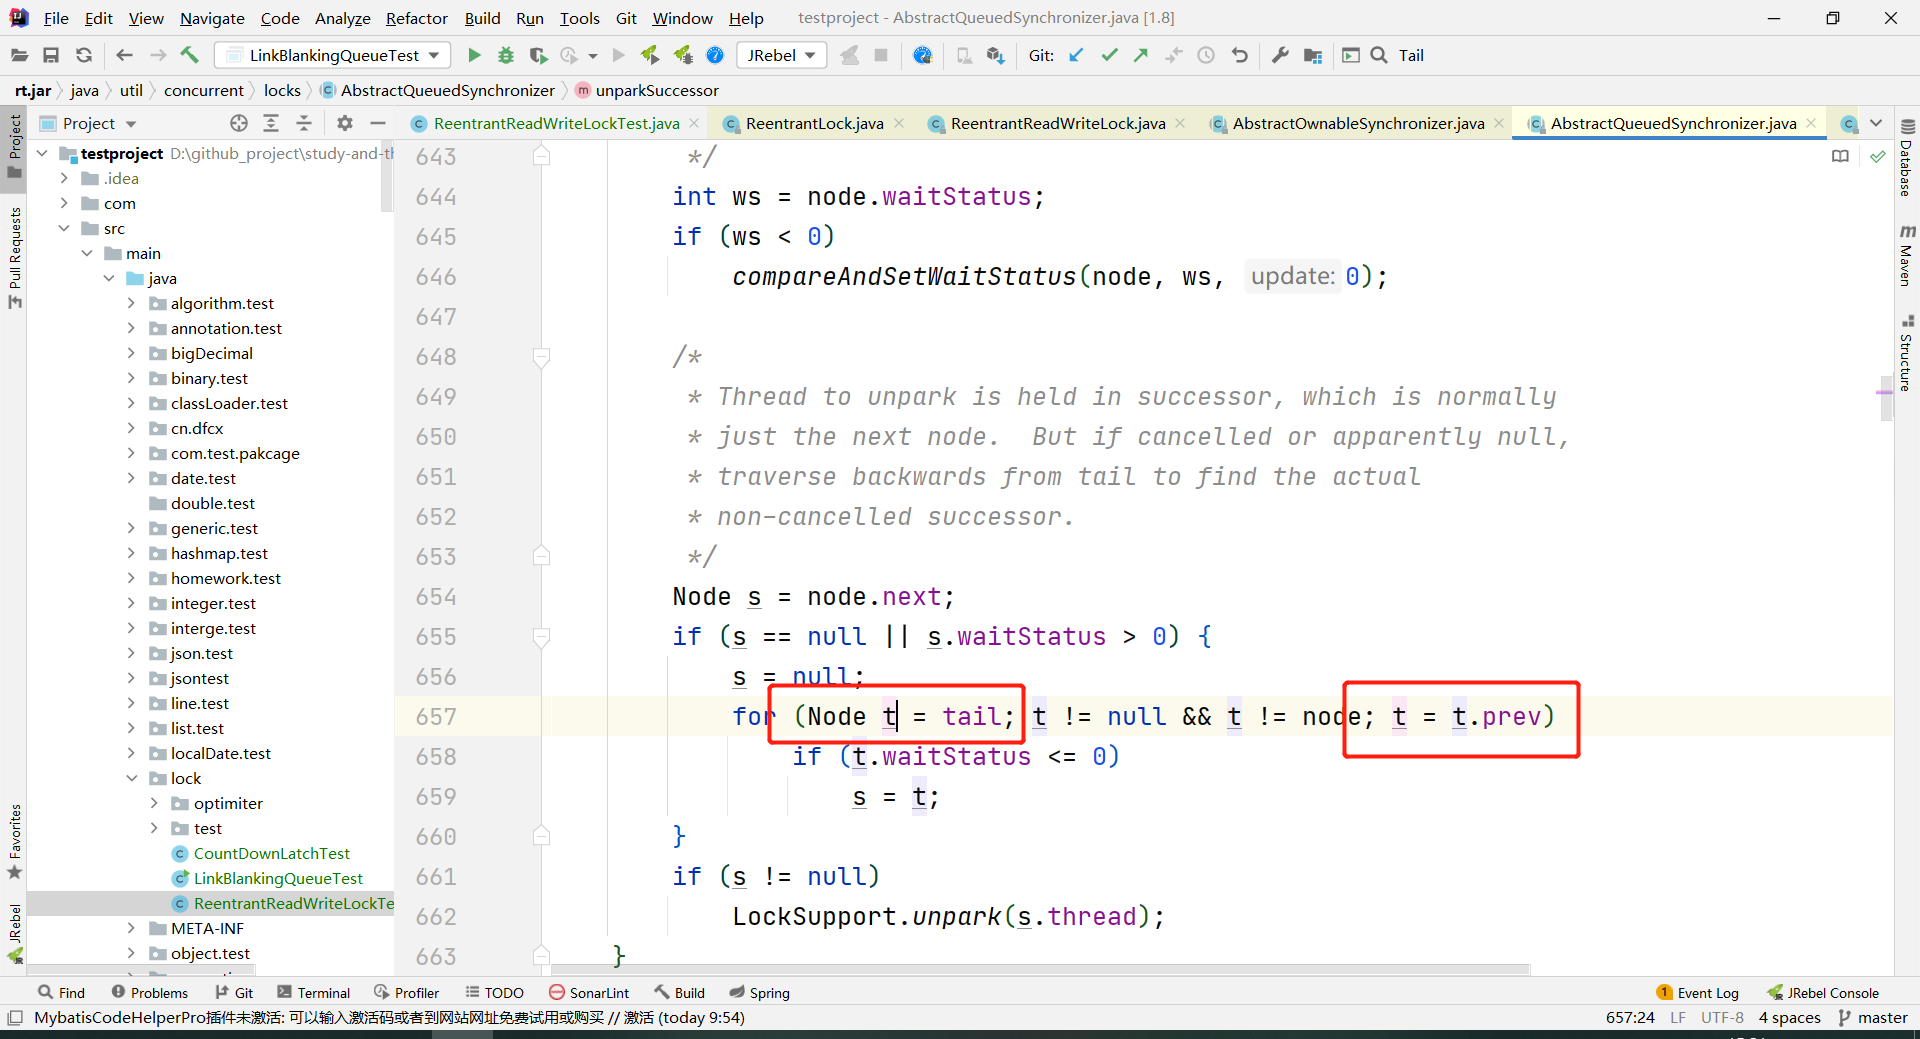 File Edit View Navigate Code Analyze Refactor Build Run Tools Git Window Help testproject - AbstractQueuedSynchronizer.java [1.8]
LinkBlankingQueueTest JRebel Git: Tail
rt.jar java util concurrent locks AbstractQueuedSynchronizer unparkSuccessor
Project ReentrantReadWriteLockTest.java ReentrantLock.java ReentrantReadWriteLock.java AbstractOwnableSynchronizer.java AbstractQueuedSynchronizer.java
Project
Pull Requests
Favorites
JRebel
testproject D:\github_project\study-and-th
.idea
com
src
main
java
algorithm.test
annotation.test
bigDecimal
binary.test
classLoader.test
cn.dfcx
com.test.pakcage
date.test
double.test
generic.test
hashmap.test
homework.test
integer.test
interge.test
json.test
jsontest
line.test
list.test
localDate.test
lock
optimiter
test
CountDownLatchTest
LinkBlankingQueueTest
ReentrantReadWriteLockTe
META-INF
object.test
643 */
644 int ws = node.waitStatus;
645 if (ws < 0)
646 compareAndSetWaitStatus(node, ws, update: 0);
647
648 /*
649 * Thread to unpark is held in successor, which is normally
650 * just the next node.  But if cancelled or apparently null,
651 * traverse backwards from tail to find the actual
652 * non-cancelled successor.
653 */
654 Node s = node.next;
655 if (s == null || s.waitStatus > 0) {
656 s = null;
657 for (Node t = tail; t != null && t != node; t = t.prev)
658 if (t.waitStatus <= 0)
659 s = t;
660 }
661 if (s != null)
662 LockSupport.unpark(s.thread);
663 }
Database
Maven
Structure
Find Problems Git Terminal Profiler TODO SonarLint Build Spring 1 Event Log JRebel Console
MybatisCodeHelperPro插件未激活: 可以输入激活码或者到网站网址免费试用或购买 // 激活 (today 9:54) 657:24 LF UTF-8 4 spaces master